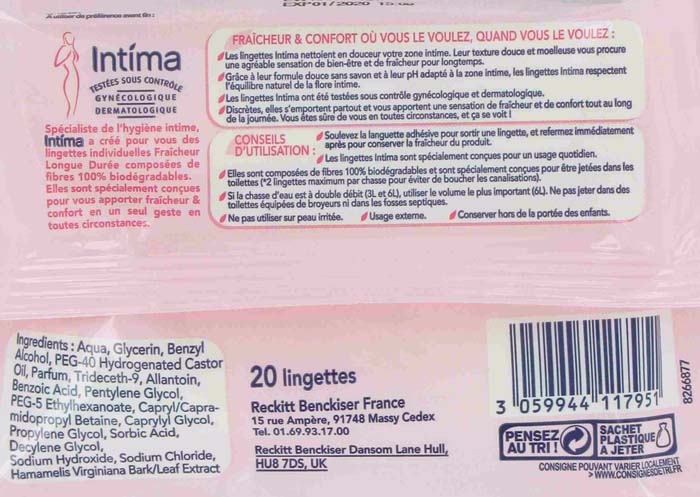 A utiliser de préférence avant fin :
EXP01/2020
Intima
TESTÉES SOUS CONTRÔLE
GYNÉCOLOGIQUE
DERMATOLOGIQUE
Spécialiste de l'hygiène intime,
Intima a créé pour vous des
lingettes individuelles Fraîcheur
Longue Durée composées de
fibres 100% biodégradables.
Elles sont spécialement conçues
pour vous apporter fraîcheur &
confort en un seul geste en
toutes circonstances.
FRAÎCHEUR & CONFORT OÙ VOUS LE VOULEZ, QUAND VOUS LE VOULEZ :
Les lingettes Intima nettoient en douceur votre zone intime. Leur texture douce et moelleuse vous procure
une agréable sensation de bien-être et de fraîcheur pour longtemps.
Grâce à leur formule douce sans savon et à leur pH adapté à la zone intime, les lingettes Intima respectent
l'équilibre naturel de la flore intime.
Les lingettes Intima ont été testées sous contrôle gynécologique et dermatologique.
Discrètes, elles s'emportent partout et vous apportent une sensation de fraîcheur et de confort tout au long
de la journée. Vous êtes sûre de vous en toutes circonstances, et ça se voit !
CONSEILS
D'UTILISATION :
Soulevez la languette adhésive pour sortir une lingette, et refermez immédiatement
après pour conserver la fraîcheur du produit.
Les lingettes Intima sont spécialement conçues pour un usage quotidien.
Elles sont composées de fibres 100% biodégradables et sont spécialement conçues pour être jetées dans les
toilettes (*2 lingettes maximum par chasse pour éviter de boucher les canalisations).
Si la chasse d'eau est à double débit (3L et 6L), utiliser le volume le plus important (6L). Ne pas jeter dans des
toilettes équipées de broyeurs ni dans les fosses septiques.
Ne pas utiliser sur peau irritée. Usage externe. Conserver hors de la portée des enfants.
Ingredients : Aqua, Glycerin, Benzyl
Alcohol, PEG-40 Hydrogenated Castor
Oil, Parfum, Trideceth-9, Allantoin,
Benzoic Acid, Pentylene Glycol,
PEG-5 Ethylhexanoate, Capryl/Capra-
midopropyl Betaine, Caprylyl Glycol,
Propylene Glycol, Sorbic Acid,
Decylene Glycol,
Sodium Hydroxide, Sodium Chloride,
Hamamelis Virginiana Bark/Leaf Extract
20 lingettes
Reckitt Benckiser France
15 rue Ampère, 91748 Massy Cedex
Tel. 01.69.93.17.00
Reckitt Benckiser Dansom Lane Hull,
HU8 7DS, UK
3 059944 117951
8266877
PENSEZ
AU TRI !
SACHET
PLASTIQUE
À JETER
CONSIGNE POUVANT VARIER LOCALEMENT
> WWW.CONSIGNESDETRI.FR